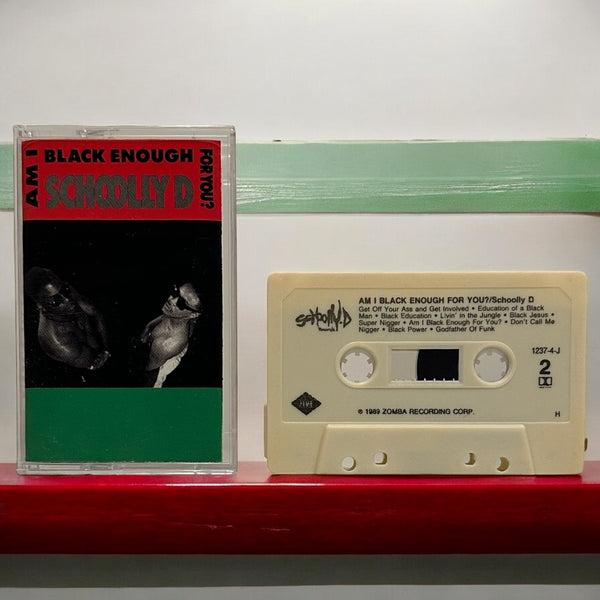 AM I BLACK ENOUGH FOR YOU?
SCHOOLLY D
AM I BLACK ENOUGH FOR YOU?/Schoolly D
Get Off Your Ass and Get Involved • Education of a Black
Man • Black Education • Livin' in the Jungle • Black Jesus •
Super Nigger • Am I Black Enough For You? • Don't Call Me
Nigger • Black Power • Godfather Of Funk
Schoolly.D
1237-4-J
2
JIVE
℗ 1989 ZOMBA RECORDING CORP.
H